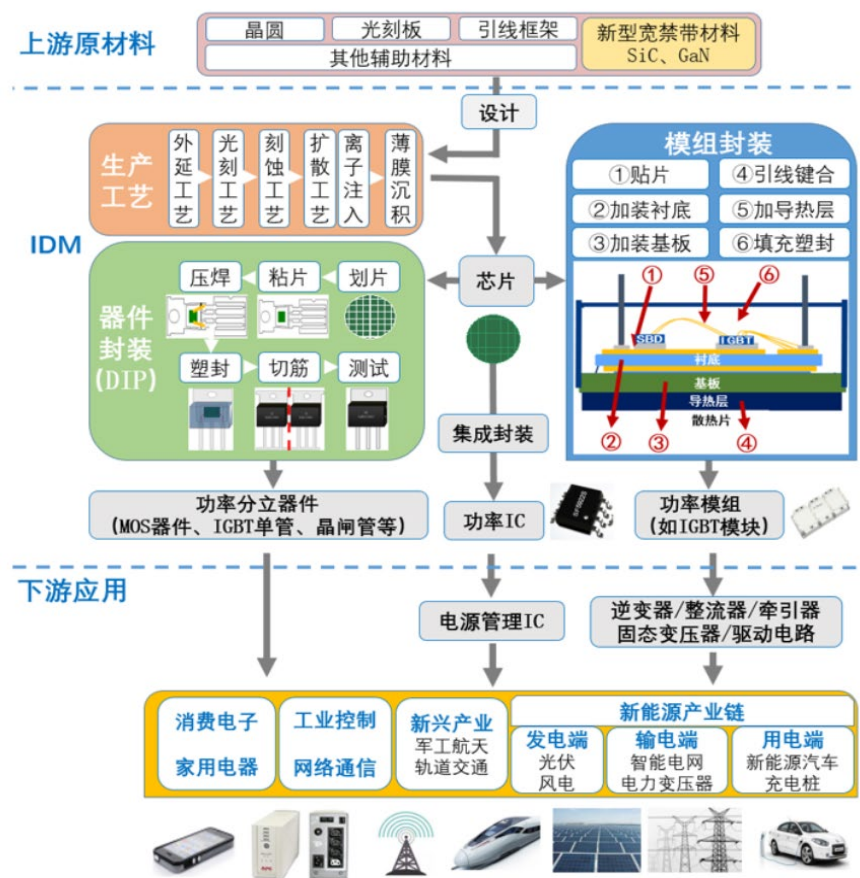 上游原材料
晶圆
光刻板
引线框架
其他辅助材料
新型宽禁带材料
SiC、GaN
设计
IDM
生产
工艺
外延工艺
光刻工艺
刻蚀工艺
扩散工艺
离子注入
薄膜沉积
器件
封装
(DIP)
压焊
粘片
划片
塑封
切筋
测试
芯片
集成封装
模组封装
①贴片
④引线键合
②加装衬底
⑤加导热层
③加装基板
⑥填充塑封
① ⑤ ⑥
SBD
IGBT
衬底
基板
导热层
散热片
② ③ ④
功率分立器件
(MOS器件、IGBT单管、晶闸管等)
功率IC
功率模组
(如IGBT模块)
下游应用
电源管理IC
逆变器/整流器/牵引器
固态变压器/驱动电路
消费电子
家用电器
工业控制
网络通信
新兴产业
军工航天
轨道交通
新能源产业链
发电端
光伏
风电
输电端
智能电网
电力变压器
用电端
新能源汽车
充电桩